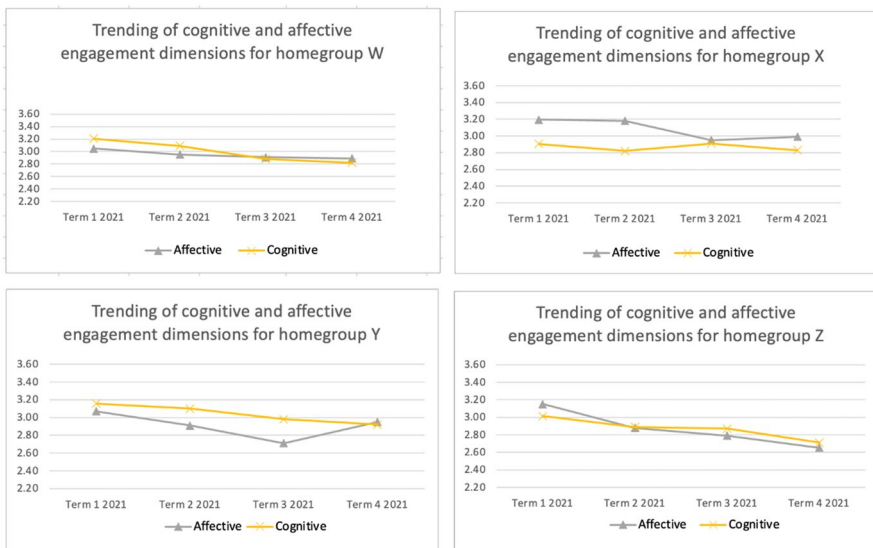 Trending of cognitive and affective
engagement dimensions for homegroup W
3.60
3.40
3.20
3.00
2.80
2.60
2.40
2.20
Term 1 2021 Term 2 2021 Term 3 2021 Term 4 2021
Affective Cognitive
Trending of cognitive and affective
engagement dimensions for homegroup X
3.60
3.40
3.20
3.00
2.80
2.60
2.40
2.20
Term 1 2021 Term 2 2021 Term 3 2021 Term 4 2021
Affective Cognitive
Trending of cognitive and affective
engagement dimensions for homegroup Y
3.60
3.40
3.20
3.00
2.80
2.60
2.40
2.20
Term 1 2021 Term 2 2021 Term 3 2021 Term 4 2021
Affective Cognitive
Trending of cognitive and affective
engagement dimensions for homegroup Z
3.60
3.40
3.20
3.00
2.80
2.60
2.40
2.20
Term 1 2021 Term 2 2021 Term 3 2021 Term 4 2021
Affective Cognitive